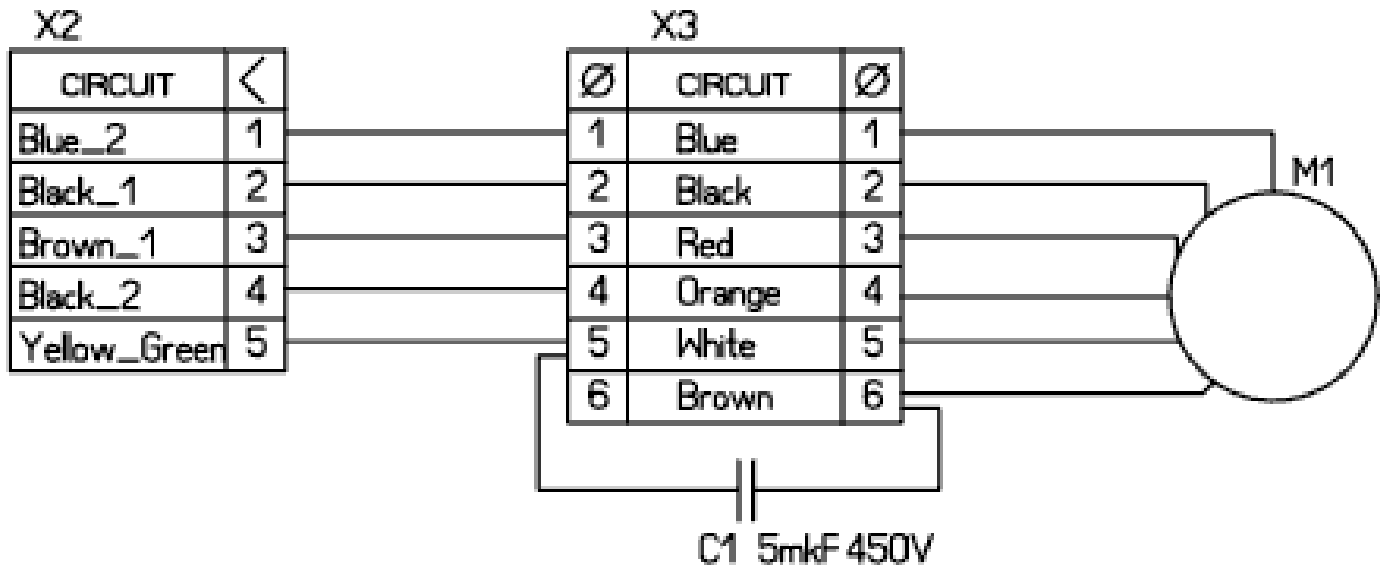 X2 X3
CIRCUIT < Ø CIRCUIT Ø
Blue_2 1 1 Blue 1
M1
Black_1 2 2 Black 2
Brown_1 3 3 Red 3
Black_2 4 4 Orange 4
Yellow_Green 5 5 White 5
6 Brown 6
C1 5mkF 450V